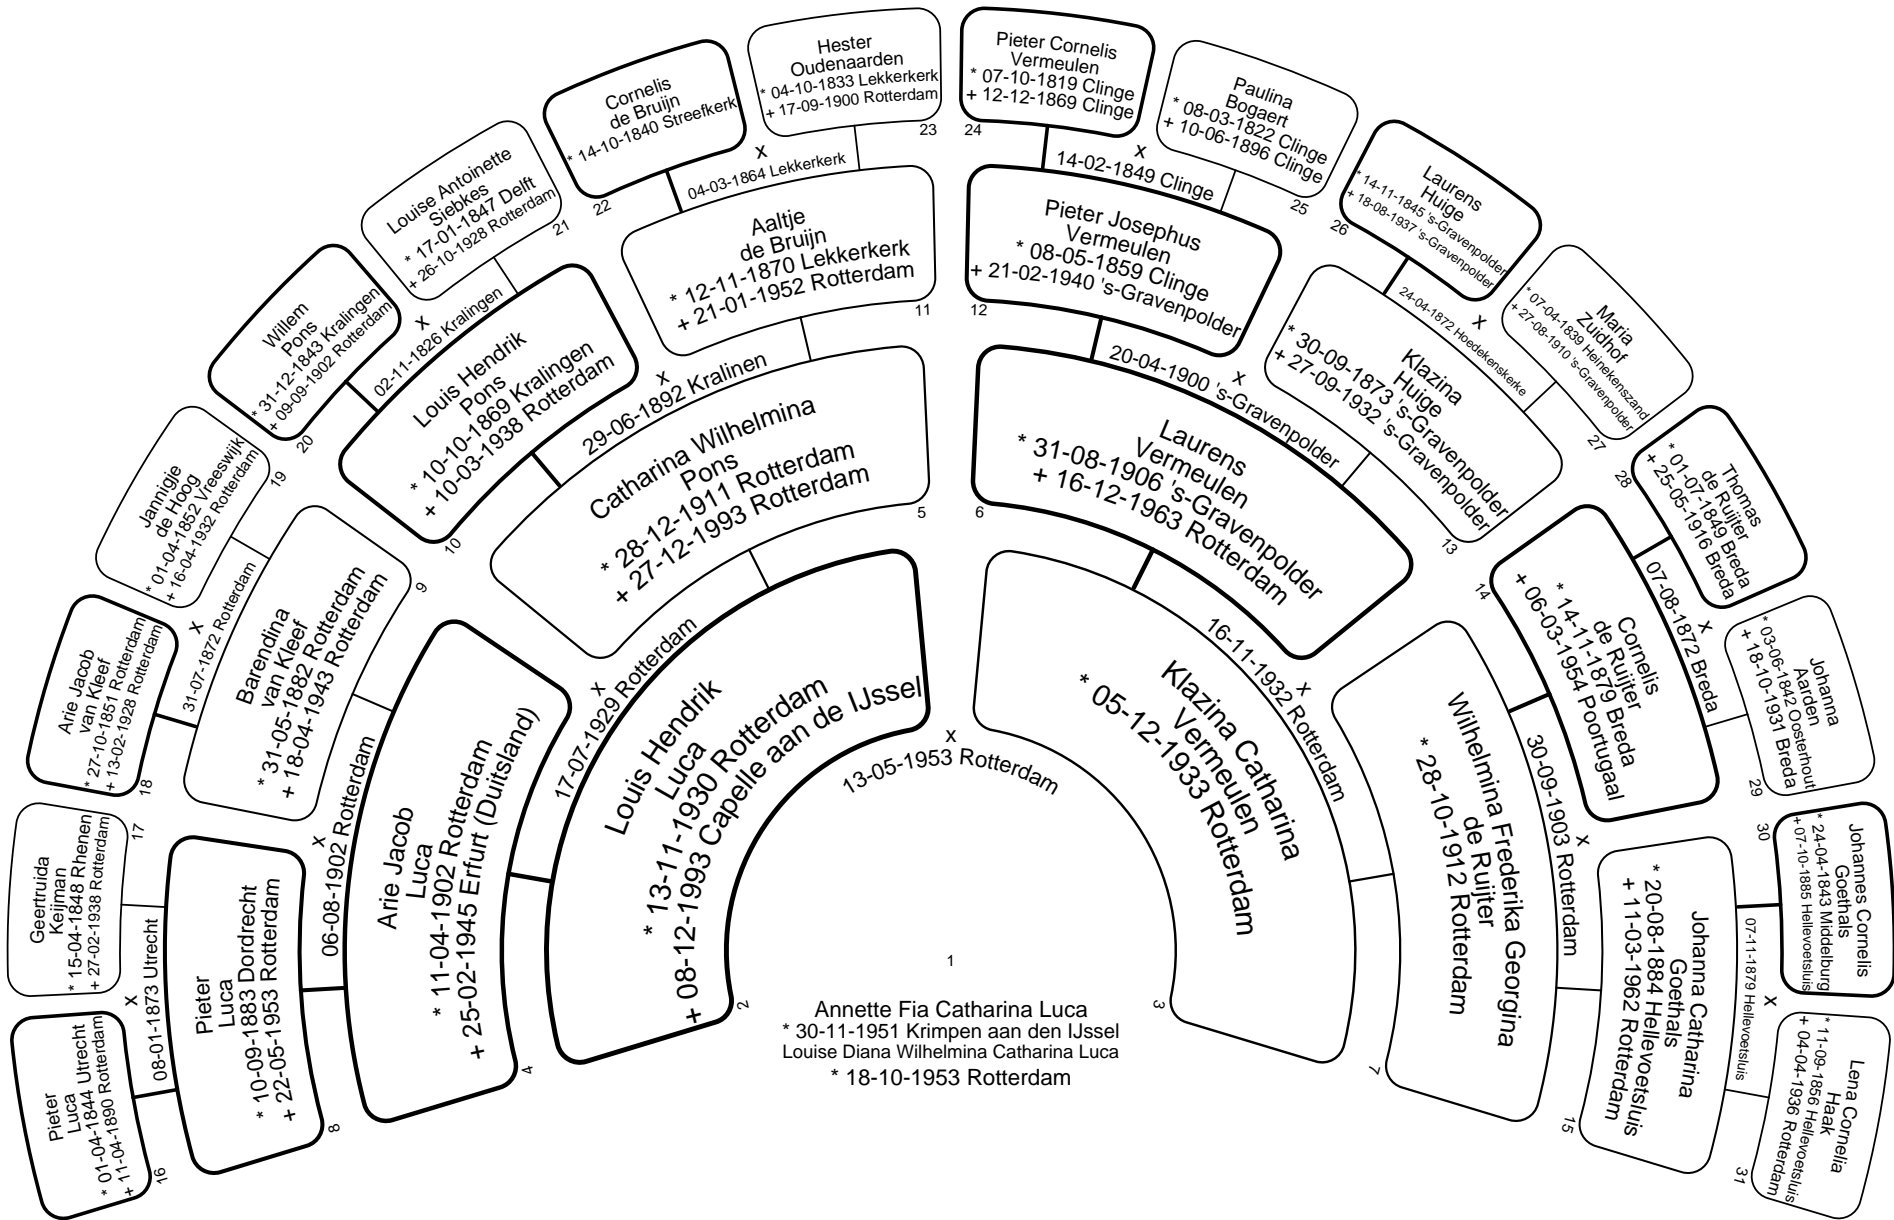 1
Annette Fia Catharina Luca
* 30-11-1951 Krimpen aan den IJssel
Louise Diana Wilhelmina Catharina Luca
* 18-10-1953 Rotterdam
Louis Hendrik
Luca
* 13-11-1930 Rotterdam
+ 08-12-1993 Capelle aan de IJssel
2
x
13-05-1953 Rotterdam
Klazina Catharina
Vermeulen
* 05-12-1933 Rotterdam
3
Arie Jacob
Luca
* 11-04-1902 Rotterdam
+ 25-02-1945 Erfurt (Duitsland)
4
x
17-07-1929 Rotterdam
Catharina Wilhelmina
Pons
* 28-12-1911 Rotterdam
+ 27-12-1993 Rotterdam
5
Laurens
Vermeulen
* 31-08-1906 's-Gravenpolder
+ 16-12-1963 Rotterdam
6
x
16-11-1932 Rotterdam
Wilhelmina Frederika Georgina
de Ruijter
* 28-10-1912 Rotterdam
7
Pieter
Luca
* 10-09-1883 Dordrecht
+ 22-05-1953 Rotterdam
8
x
06-08-1902 Rotterdam
Barendina
van Kleef
* 31-05-1882 Rotterdam
+ 18-04-1943 Rotterdam
9
Louis Hendrik
Pons
* 10-10-1869 Kralingen
+ 10-03-1938 Rotterdam
10
x
29-06-1892 Kralinen
Aaltje
de Bruijn
* 12-11-1870 Lekkerkerk
+ 21-01-1952 Rotterdam
11
Pieter Josephus
Vermeulen
* 08-05-1859 Clinge
+ 21-02-1940 's-Gravenpolder
12
x
20-04-1900 's-Gravenpolder
Klazina
Huige
* 30-09-1873 's-Gravenpolder
+ 27-09-1932 's-Gravenpolder
13
Cornelis
de Ruijter
* 14-11-1879 Breda
+ 06-03-1954 Poortugaal
14
x
30-09-1903 Rotterdam
Johanna Catharina
Goethals
* 20-08-1884 Hellevoetsluis
+ 11-03-1962 Rotterdam
15
Pieter
Luca
* 01-04-1844 Utrecht
+ 11-04-1890 Rotterdam
16
x
08-01-1873 Utrecht
Geertruida
Keijman
* 15-04-1848 Rhenen
+ 27-02-1938 Rotterdam
17
Arie Jacob
van Kleef
* 27-10-1851 Rotterdam
+ 13-02-1928 Rotterdam
18
x
31-07-1872 Rotterdam
Jannigje
de Hoog
* 01-04-1852 Vreeswijk
+ 16-04-1932 Rotterdam
19
Willem
Pons
* 31-12-1843 Kralingen
+ 09-09-1902 Rotterdam
20
x
02-11-1826 Kralingen
Louise Antoinette
Siebkes
* 17-01-1847 Delft
+ 26-10-1928 Rotterdam
21
Cornelis
de Bruijn
* 14-10-1840 Streefkerk
22
x
04-03-1864 Lekkerkerk
Hester
Oudenaarden
* 04-10-1833 Lekkerkerk
+ 17-09-1900 Rotterdam
23
Pieter Cornelis
Vermeulen
* 07-10-1819 Clinge
+ 12-12-1869 Clinge
24
x
14-02-1849 Clinge
Paulina
Bogaert
* 08-03-1822 Clinge
+ 10-06-1896 Clinge
25
Laurens
Huige
* 14-11-1845 's-Gravenpolder
+ 18-08-1937 's-Gravenpolder
26
x
24-04-1872 Hoedekenskerke
Maria
Zuidhof
* 07-04-1839 Heinekenszand
+ 27-08-1910 's-Gravenpolder
27
Thomas
de Ruijter
* 01-07-1849 Breda
+ 25-05-1916 Breda
28
x
07-08-1872 Breda
Johanna
Aarden
* 03-06-1842 Oosterhout
+ 18-10-1931 Breda
29
Johannes Cornelis
Goethals
* 24-04-1843 Middelburg
+ 07-10-1885 Hellevoetsluis
30
x
07-11-1879 Hellevoetsluis
Lena Cornelia
Haak
* 11-09-1856 Hellevoetsluis
+ 04-04-1936 Rotterdam
31